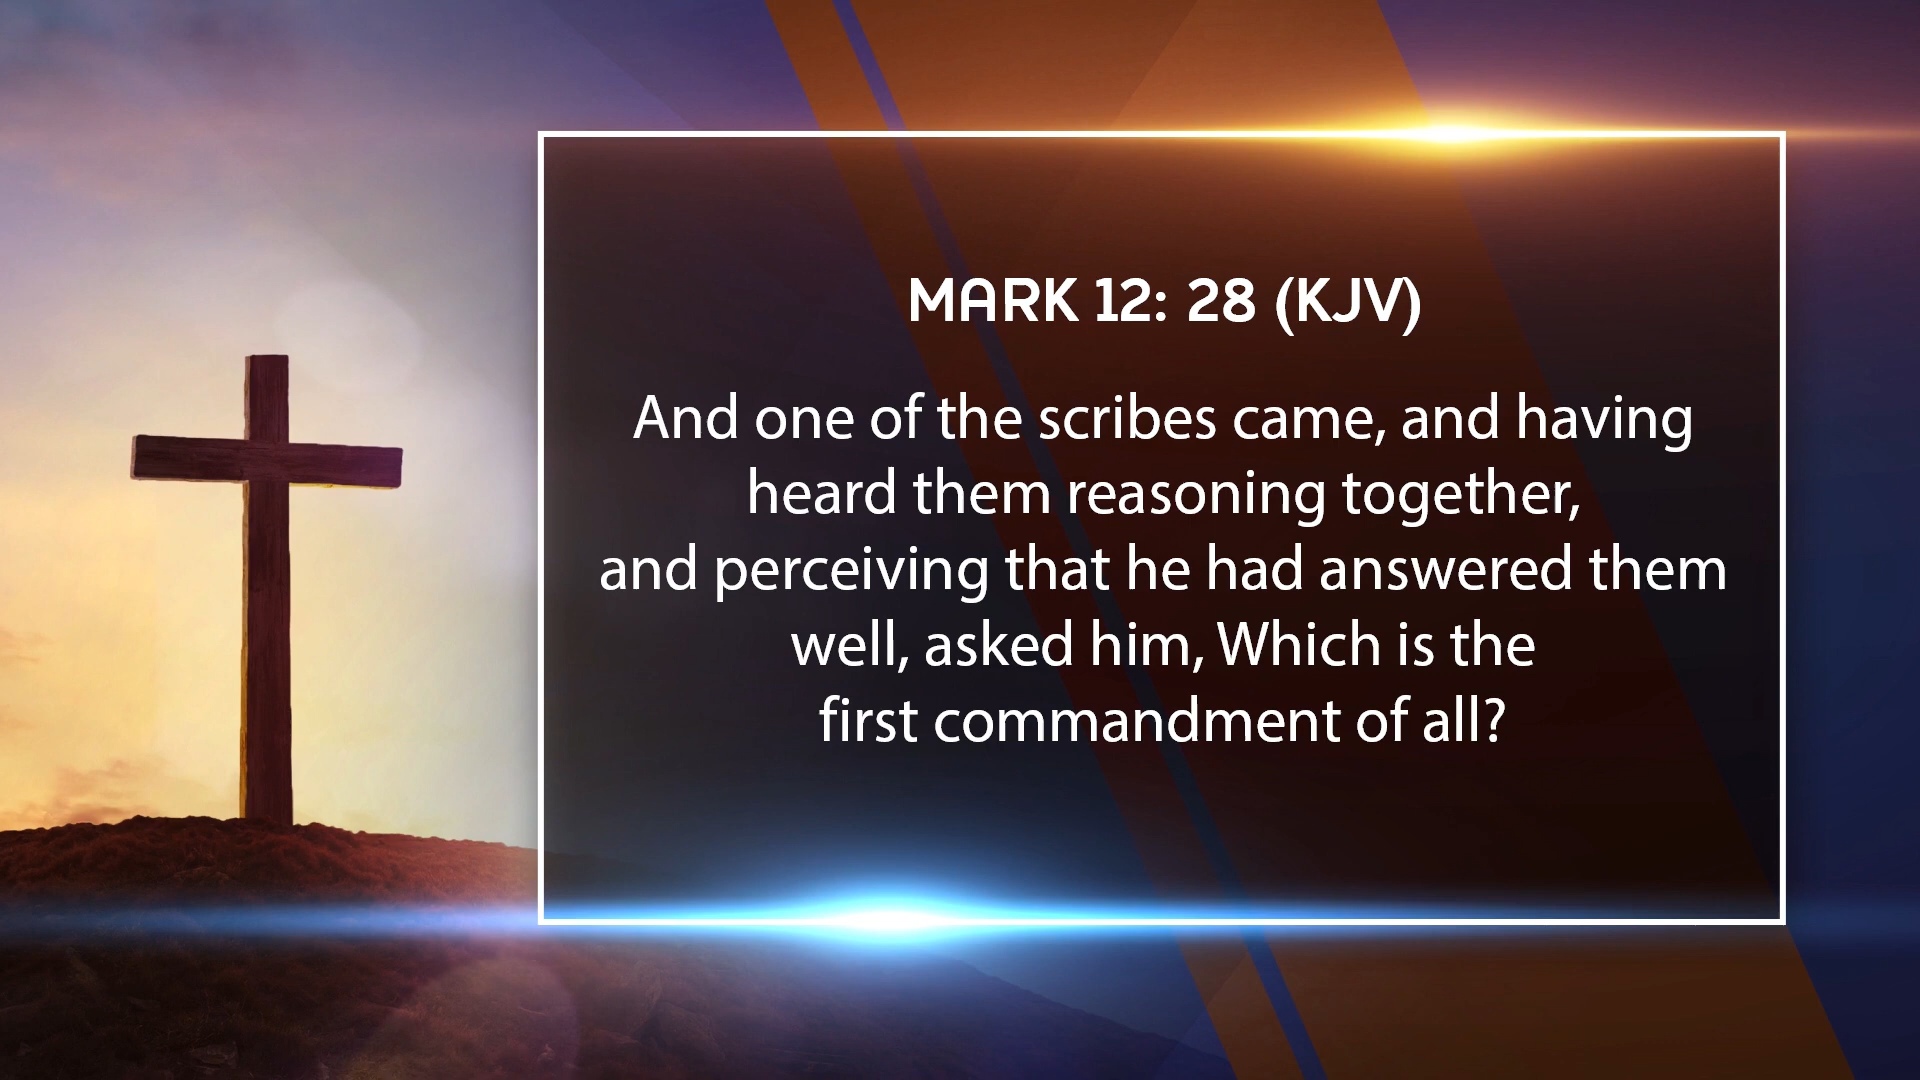 MARK 12: 28 (KJV)
And one of the scribes came, and having
heard them reasoning together,
and perceiving that he had answered them
well, asked him, Which is the
first commandment of all?